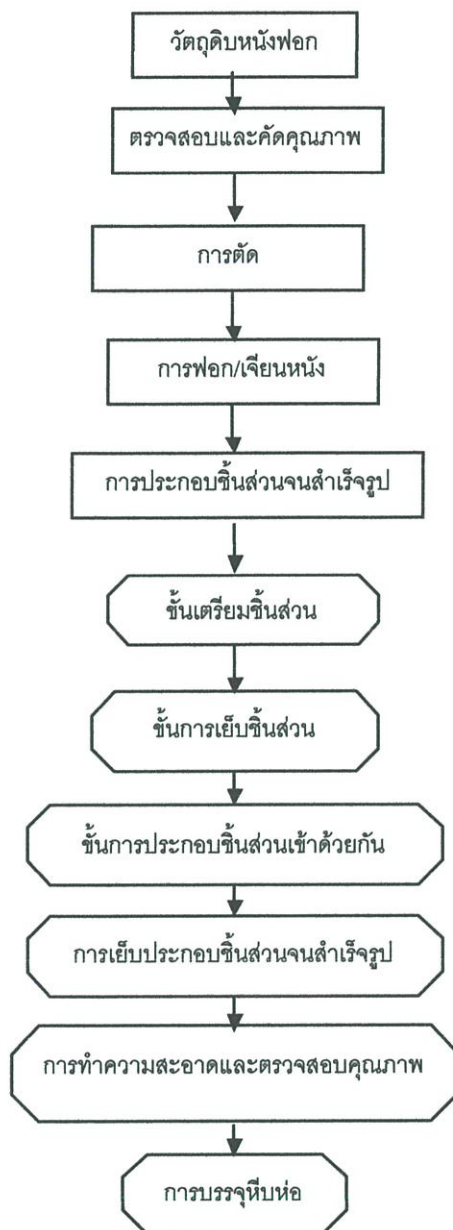 วัตถุดิบหนังฟอก
ตรวจสอบและคัดคุณภาพ
การตัด
การฟอก/เจียนหนัง
การประกอบชิ้นส่วนจนสำเร็จรูป
ขั้นเตรียมชิ้นส่วน
ขั้นการเย็บชิ้นส่วน
ขั้นการประกอบชิ้นส่วนเข้าด้วยกัน
การเย็บประกอบชิ้นส่วนจนสำเร็จรูป
การทำความสะอาดและตรวจสอบคุณภาพ
การบรรจุหีบห่อ